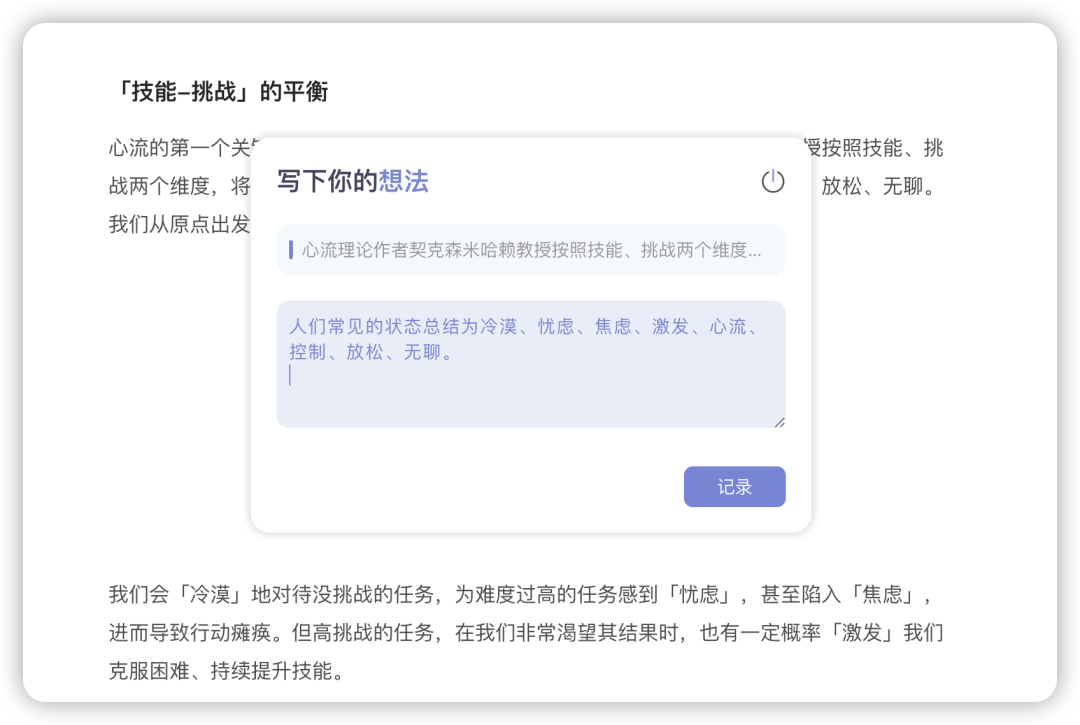 「技能–挑战」的平衡
心流的第一个关
授按照技能、挑
战两个维度，将
放松、无聊。
我们从原点出发
写下你的想法
心流理论作者契克森米哈赖教授按照技能、挑战两个维度...
人们常见的状态总结为冷漠、忧虑、焦虑、激发、心流、
控制、放松、无聊。
记录
我们会「冷漠」地对待没挑战的任务，为难度过高的任务感到「忧虑」，甚至陷入「焦虑」，
进而导致行动瘫痪。但高挑战的任务，在我们非常渴望其结果时，也有一定概率「激发」我们
克服困难、持续提升技能。